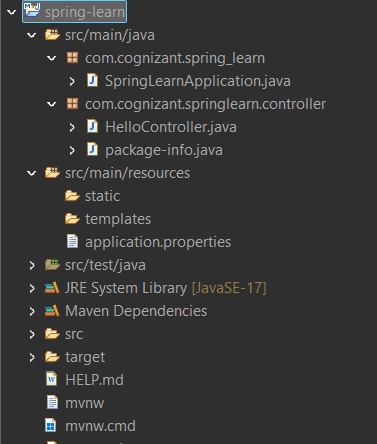 spring-learn
src/main/java
com.cognizant.spring_learn
SpringLearnApplication.java
com.cognizant.springlearn.controller
HelloController.java
package-info.java
src/main/resources
static
templates
application.properties
src/test/java
JRE System Library [JavaSE-17]
Maven Dependencies
src
target
HELP.md
mvnw
mvnw.cmd